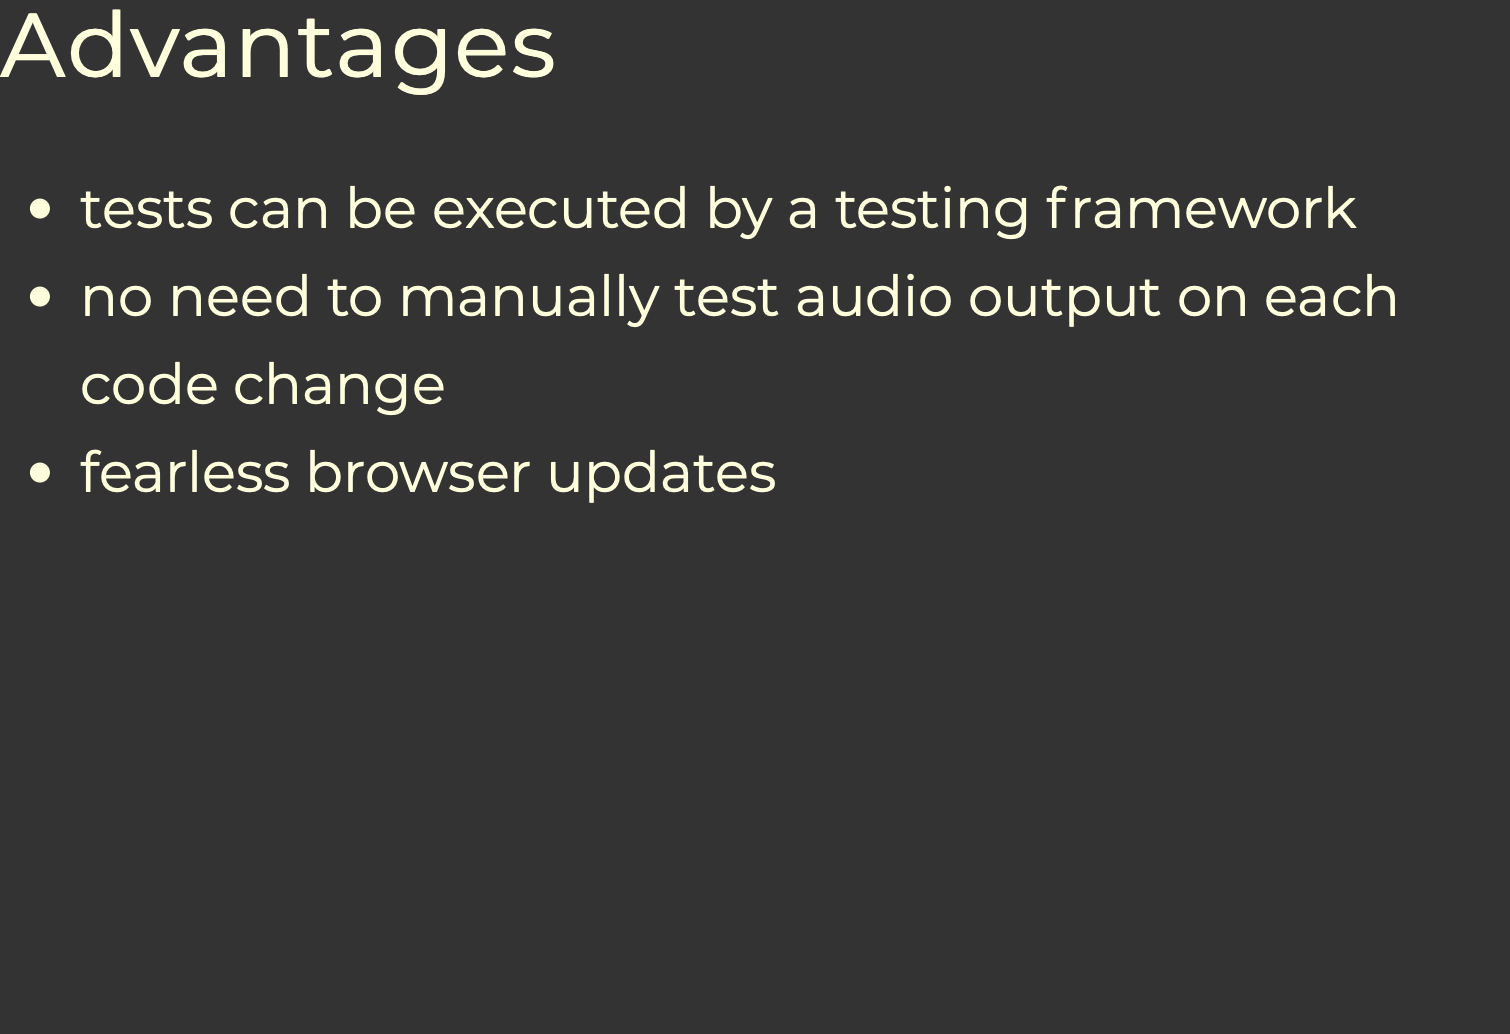 Advantages
• tests can be executed by a testing framework
• no need to manually test audio output on each
code change
• fearless browser updates